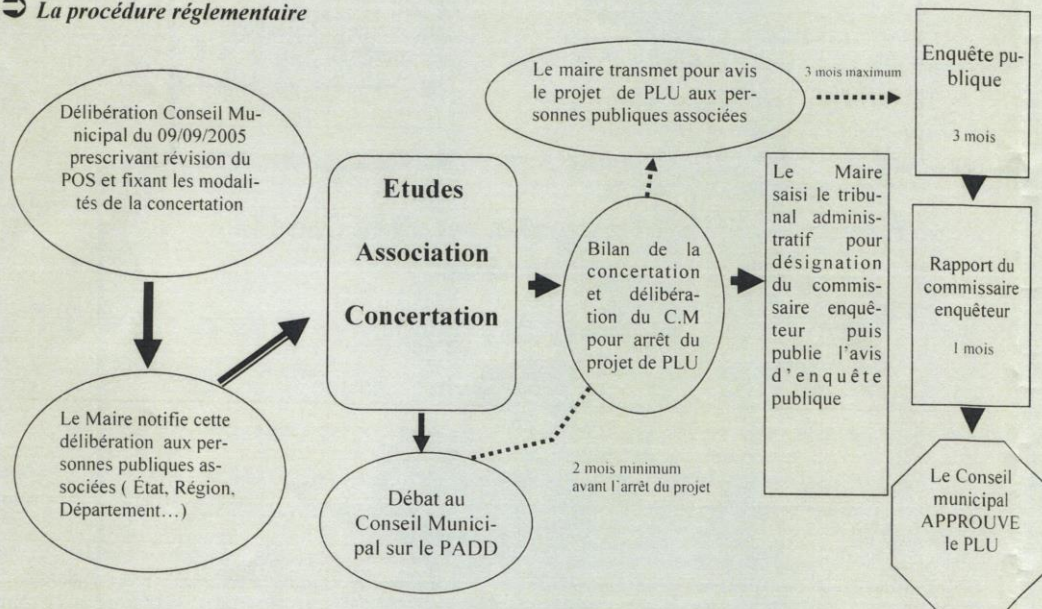 ➲ La procédure réglementaire
Délibération Conseil Mu-
nicipal du 09/09/2005
prescrivant révision du
POS et fixant les modali-
tés de la concertation
Le Maire notifie cette
délibération aux per-
sonnes publiques as-
sociées ( État, Région,
Département…)
Etudes
Association
Concertation
Débat au
Conseil Munici-
pal sur le PADD
2 mois minimum
avant l'arrêt du projet
Bilan de la
concertation
et délibéra-
tion du C.M
pour arrêt du
projet de PLU
Le maire transmet pour avis
le projet de PLU aux per-
sonnes publiques associées
3 mois maximum
Le Maire
saisi le tribu-
nal adminis-
tratif pour
désignation
du commis-
saire enquê-
teur puis
publie l'avis
d'enquête
publique
Enquête pu-
blique
3 mois
Rapport du
commissaire
enquêteur
1 mois
Le Conseil
municipal
APPROUVE
le PLU